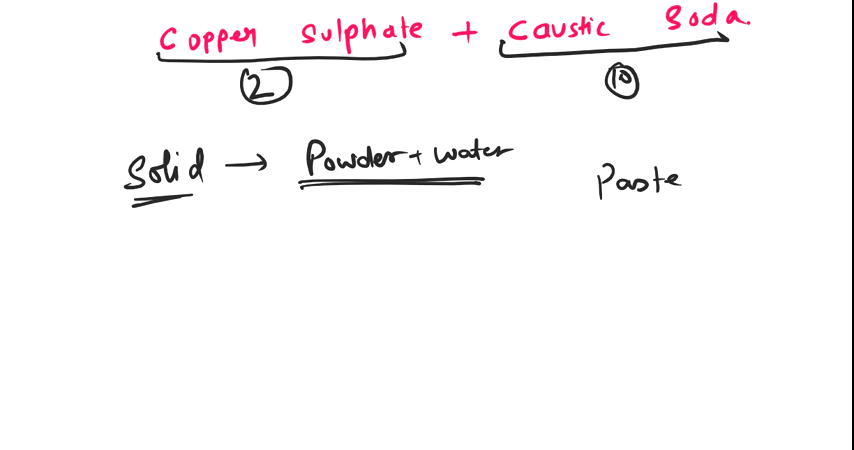 Copper Sulphate + Caustic Soda.
2 10
Solid → Powder + water Paste